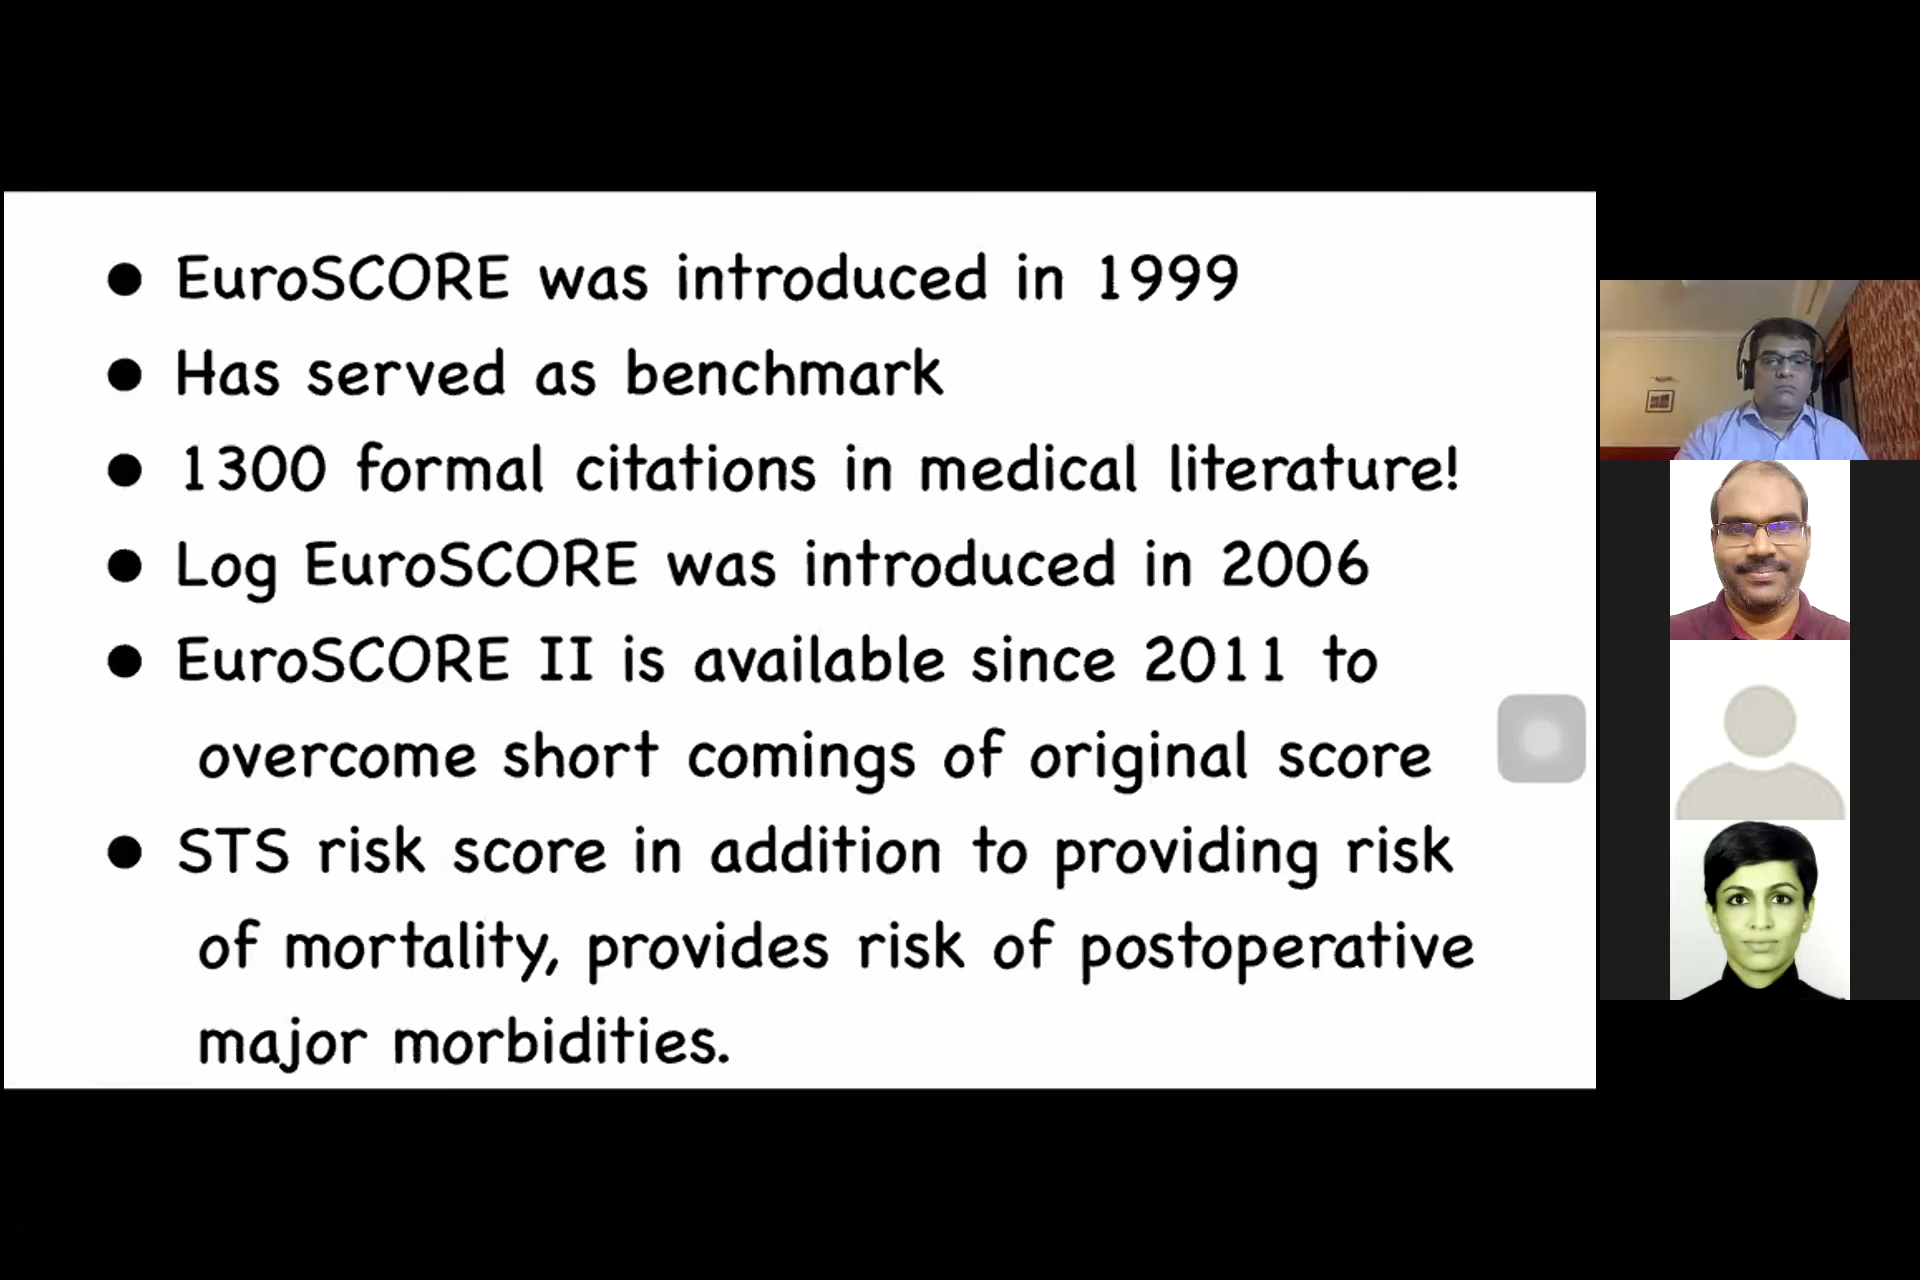 ● EuroSCORE was introduced in 1999
● Has served as benchmark
● 1300 formal citations in medical literature!
● Log EuroSCORE was introduced in 2006
● EuroSCORE II is available since 2011 to
overcome short comings of original score
● STS risk score in addition to providing risk
of mortality, provides risk of postoperative
major morbidities.